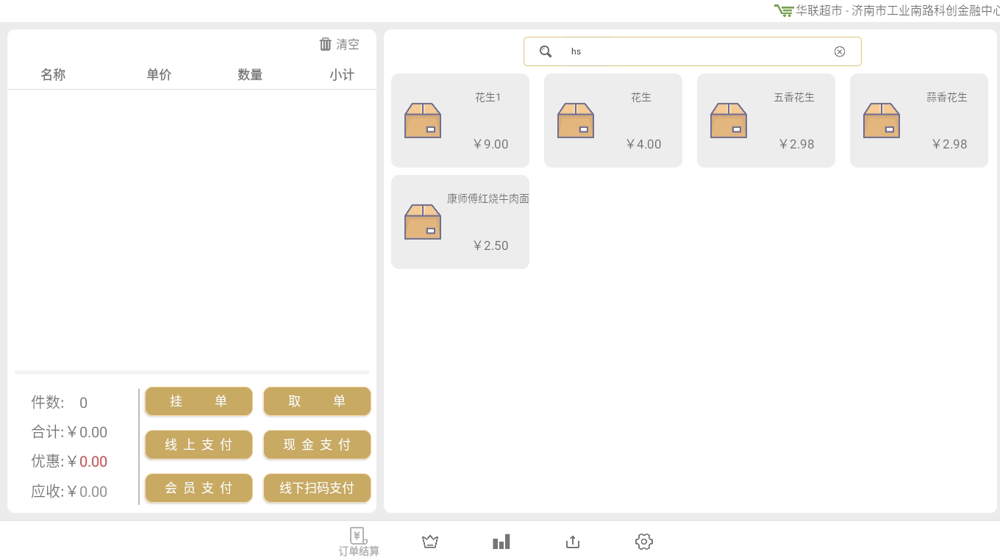 华联超市 - 济南市工业南路科创金融中心
清空
名称 单价 数量 小计
hs
花生1
￥9.00
花生
￥4.00
五香花生
￥2.98
蒜香花生
￥2.98
康师傅红烧牛肉面
￥2.50
件数: 0
合计:￥0.00
优惠:￥0.00
应收:￥0.00
挂 单
取 单
线上支付
现金支付
会员支付
线下扫码支付
订单结算